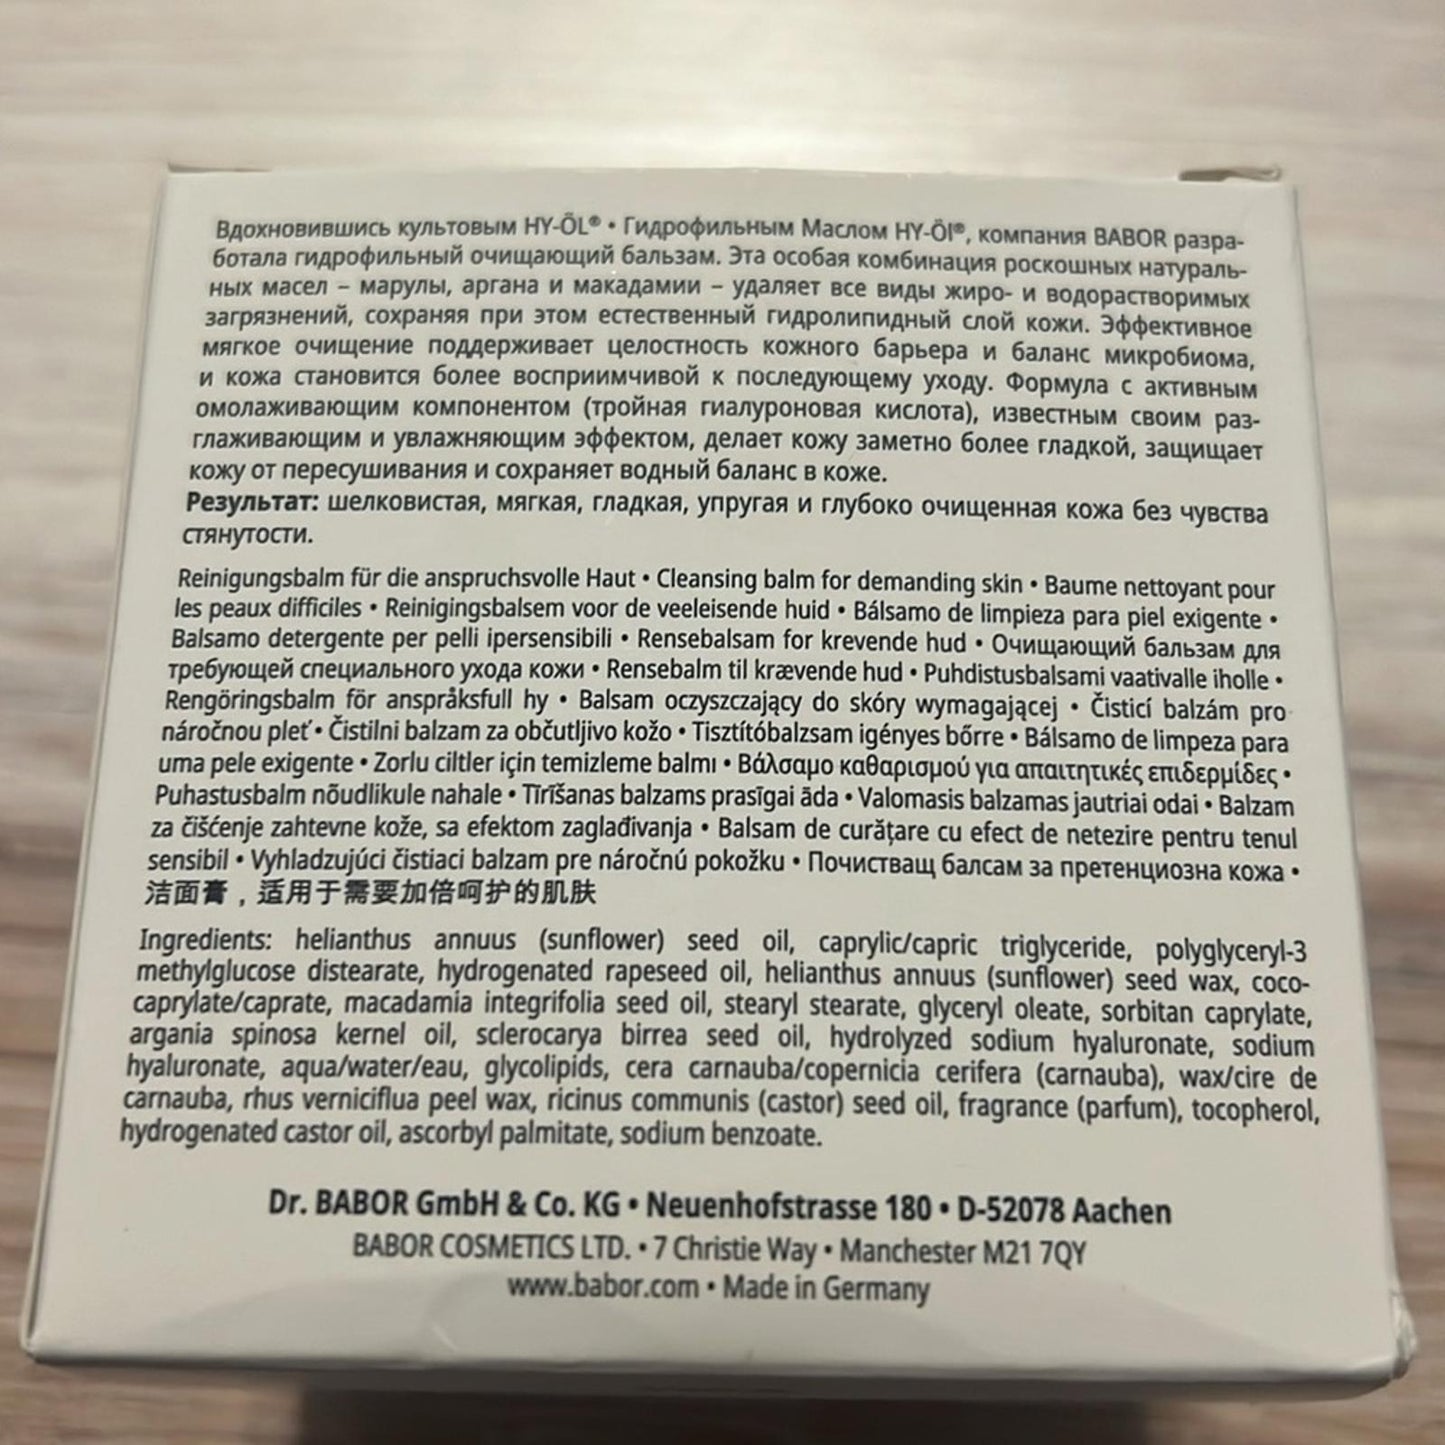 Вдохновившись культовым HY-ÖL® • Гидрофильным Маслом HY-Öl®, компания BABOR разра-
ботала гидрофильный очищающий бальзам. Эта особая комбинация роскошных натураль-
ных масел – марулы, аргана и макадамии – удаляет все виды жиро- и водорастворимых
загрязнений, сохраняя при этом естественный гидролипидный слой кожи. Эффективное
мягкое очищение поддерживает целостность кожного барьера и баланс микробиома,
и кожа становится более восприимчивой к последующему уходу. Формула с активным
омолаживающим компонентом (тройная гиалуроновая кислота), известным своим раз-
глаживающим и увлажняющим эффектом, делает кожу заметно более гладкой, защищает
кожу от пересушивания и сохраняет водный баланс в коже.
Результат: шелковистая, мягкая, гладкая, упругая и глубоко очищенная кожа без чувства
стянутости.
Reinigungsbalm für die anspruchsvolle Haut • Cleansing balm for demanding skin • Baume nettoyant pour
les peaux difficiles • Reinigingsbalsem voor de veeleisende huid • Bálsamo de limpieza para piel exigente •
Balsamo detergente per pelli ipersensibili • Rensebalsam for krevende hud • Очищающий бальзам для
требующей специального ухода кожи • Rensebalm til krævende hud • Puhdistusbalsami vaativalle iholle •
Rengöringsbalm för anspråksfull hy • Balsam oczyszczający do skóry wymagającej • Čisticí balzám pro
náročnou pleť • Čistilni balzam za občutljivo kožo • Tisztítóbalzsam igényes bőrre • Bálsamo de limpeza para
uma pele exigente • Zorlu ciltler için temizleme balmı • Βάλσαμο καθαρισμού για απαιτητικές επιδερμίδες •
Puhastusbalm nõudlikule nahale • Tīrīšanas balzams prasīgai āda • Valomasis balzamas jautriai odai • Balzam
za čišćenje zahtevne kože, sa efektom zaglađivanja • Balsam de curățare cu efect de netezire pentru tenul
sensibil • Vyhladzujúci čistiaci balzam pre náročnú pokožku • Почистващ балсам за претенциозна кожа •
洁面膏，适用于需要加倍呵护的肌肤
Ingredients: helianthus annuus (sunflower) seed oil, caprylic/capric triglyceride, polyglyceryl-3
methylglucose distearate, hydrogenated rapeseed oil, helianthus annuus (sunflower) seed wax, coco-
caprylate/caprate, macadamia integrifolia seed oil, stearyl stearate, glyceryl oleate, sorbitan caprylate,
argania spinosa kernel oil, sclerocarya birrea seed oil, hydrolyzed sodium hyaluronate, sodium
hyaluronate, aqua/water/eau, glycolipids, cera carnauba/copernicia cerifera (carnauba), wax/cire de
carnauba, rhus verniciflua peel wax, ricinus communis (castor) seed oil, fragrance (parfum), tocopherol,
hydrogenated castor oil, ascorbyl palmitate, sodium benzoate.
Dr. BABOR GmbH & Co. KG • Neuenhofstrasse 180 • D-52078 Aachen
BABOR COSMETICS LTD. • 7 Christie Way • Manchester M21 7QY
www.babor.com • Made in Germany